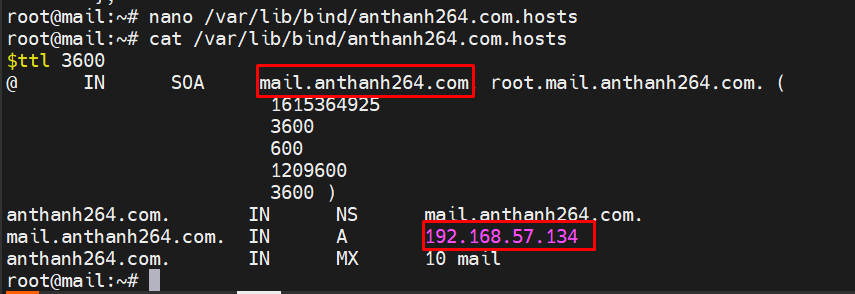 root@mail:~# nano /var/lib/bind/anthanh264.com.hosts
root@mail:~# cat /var/lib/bind/anthanh264.com.hosts
$ttl 3600
@ IN SOA mail.anthanh264.com root.mail.anthanh264.com. (
1615364925
3600
600
1209600
3600 )
anthanh264.com. IN NS mail.anthanh264.com.
mail.anthanh264.com. IN A 192.168.57.134
anthanh264.com. IN MX 10 mail
root@mail:~#